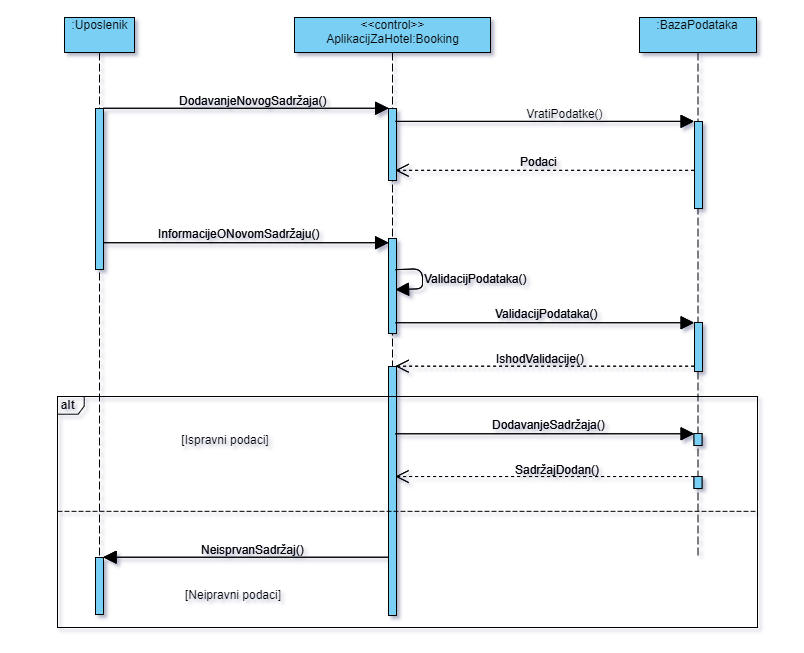 :Uposlenik
<<control>>
AplikacijZaHotel:Booking
:BazaPodataka
DodavanjeNovogSadržaja()
VratiPodatke()
Podaci
InformacijeONovomSadržaju()
ValidacijPodataka()
ValidacijPodataka()
IshodValidacije()
alt
DodavanjeSadržaja()
[Ispravni podaci]
SadržajDodan()
NeisprvanSadržaj()
[Neipravni podaci]